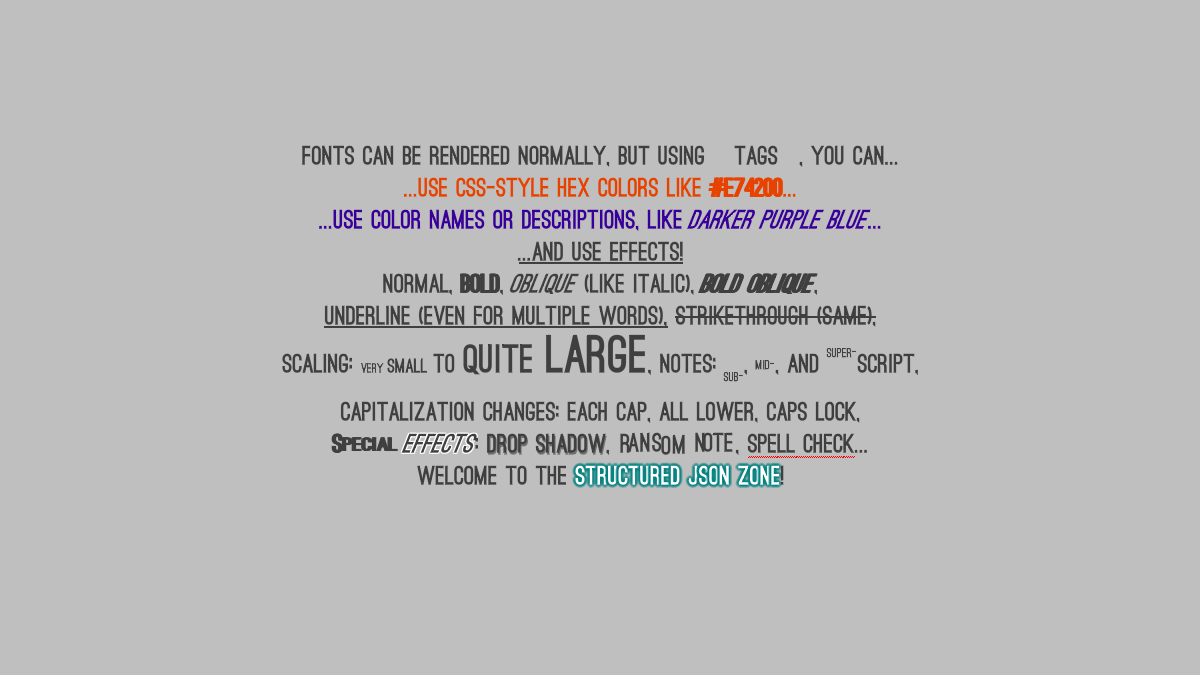 FONTS CAN BE RENDERED NORMALLY, BUT USING TAGS , YOU CAN...
...USE CSS-STYLE HEX COLORS LIKE #E74200...
...USE COLOR NAMES OR DESCRIPTIONS, LIKE DARKER PURPLE BLUE...
...AND USE EFFECTS!
NORMAL, BOLD, OBLIQUE (LIKE ITALIC), BOLD OBLIQUE,
UNDERLINE (EVEN FOR MULTIPLE WORDS), STRIKETHROUGH (SAME),
SCALING: VERY SMALL TO QUITE LARGE, NOTES: SUB-, MID-, AND SUPER-SCRIPT,
CAPITALIZATION CHANGES: EACH CAP, ALL LOWER, CAPS LOCK,
SPECIAL EFFECTS: DROP SHADOW, RANSOM NOTE, SPELL CHECK...
WELCOME TO THE STRUCTURED JSON ZONE!